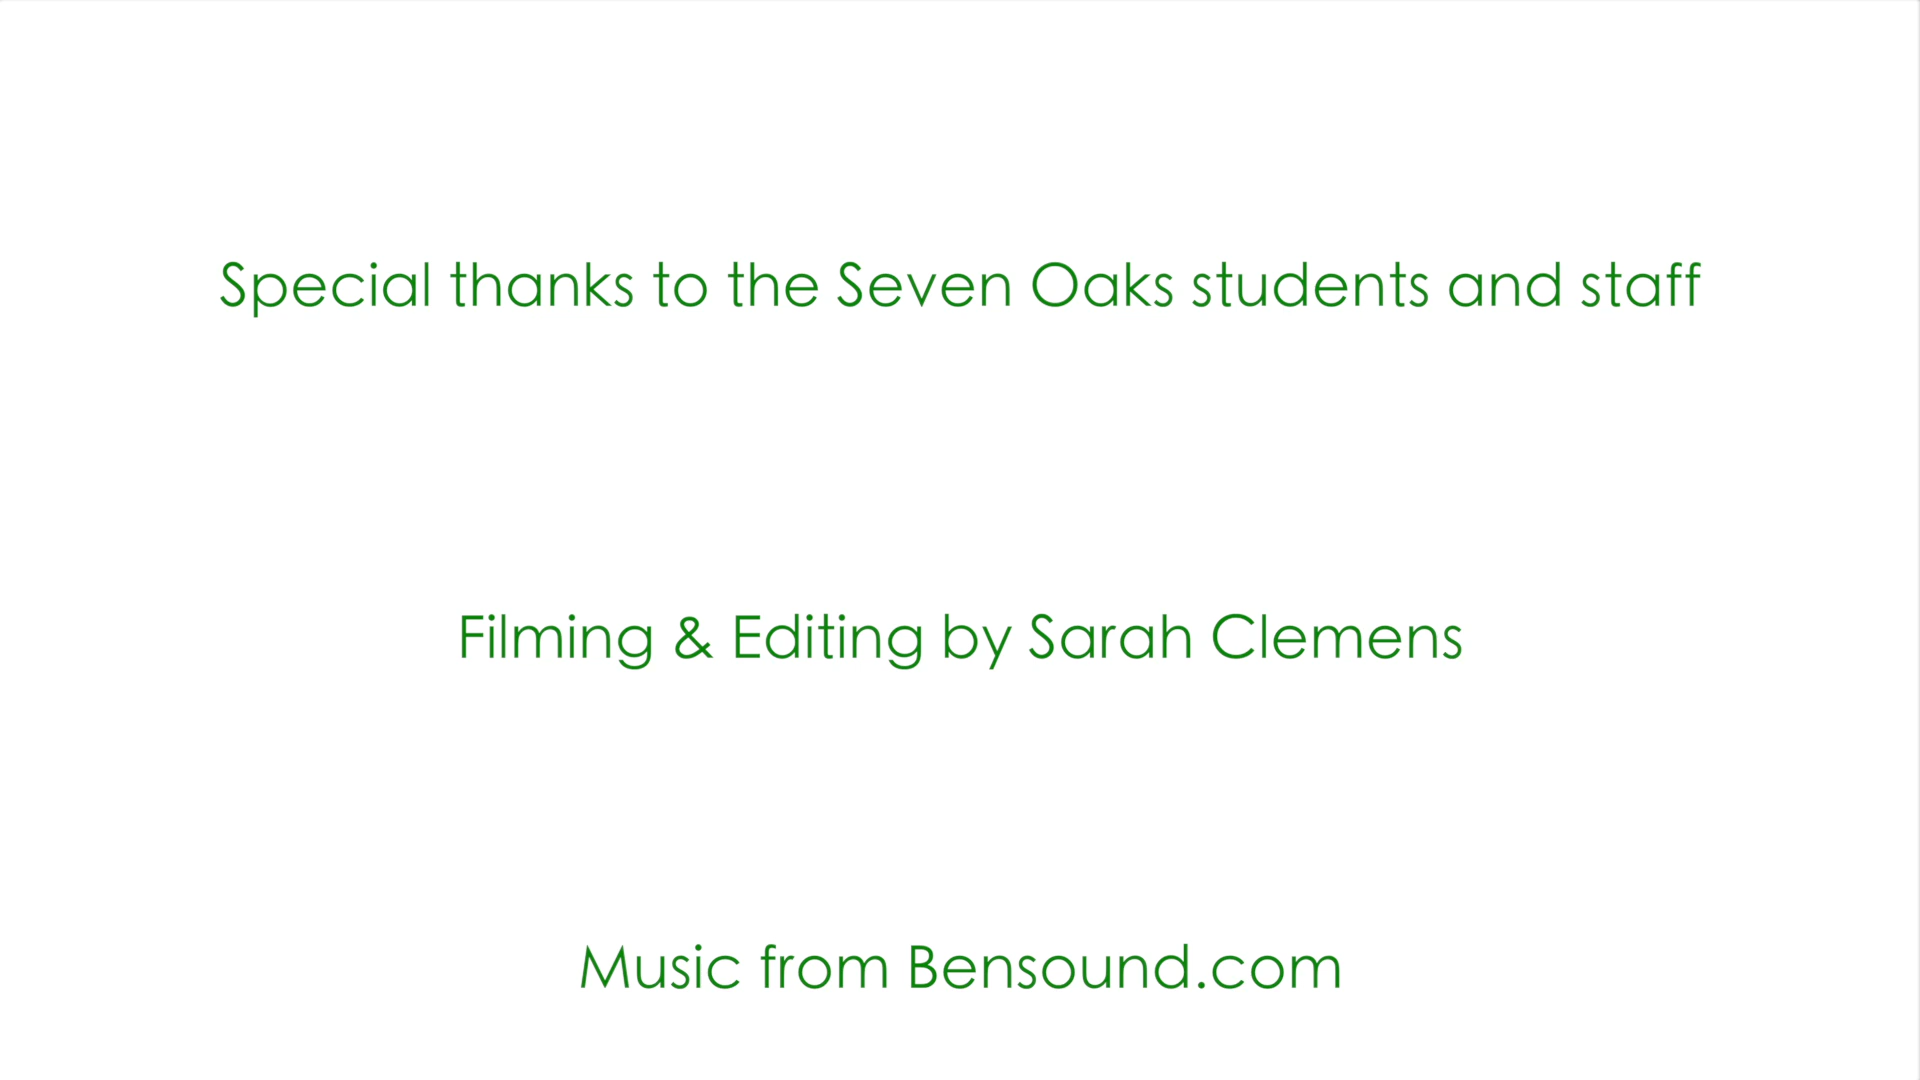 Special thanks to the Seven Oaks students and staff
Filming & Editing by Sarah Clemens
Music from Bensound.com